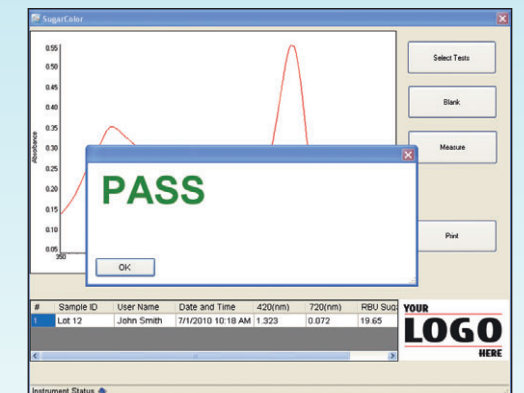 SugarColor
0.55
0.50
0.45
0.40
0.35
0.30
0.25
0.20
0.15
0.10
0.05
Absorbance
350
Select Tests
Blank
Measure
Print
PASS
OK
# Sample ID User Name Date and Time 420(nm) 720(nm) RBU Suga
1 Lot 12 John Smith 7/1/2010 10:18 AM 1.323 0.072 19.65
YOUR
LOGO
HERE
Instrument Status